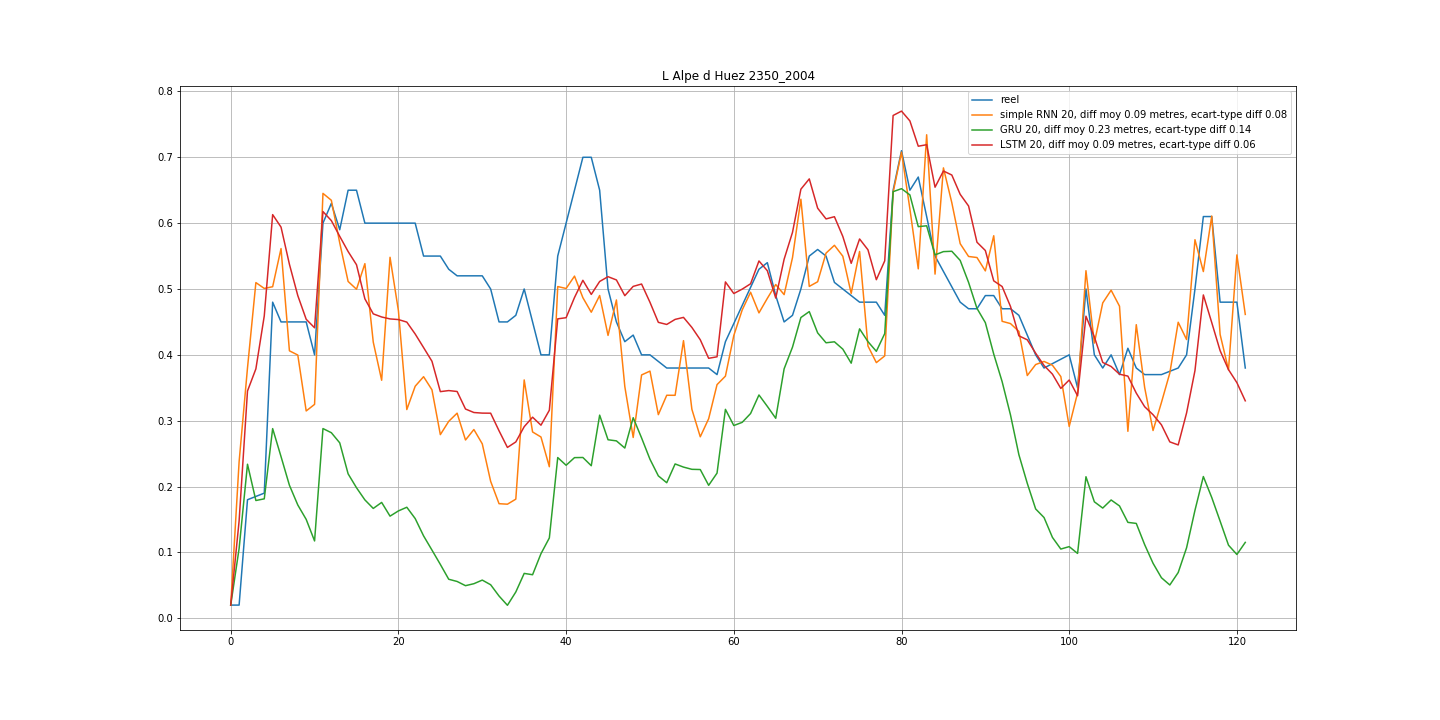 L Alpe d Huez 2350_2004
reel
simple RNN 20, diff moy 0.09 metres, ecart-type diff 0.08
GRU 20, diff moy 0.23 metres, ecart-type diff 0.14
LSTM 20, diff moy 0.09 metres, ecart-type diff 0.06
0.8
0.7
0.6
0.5
0.4
0.3
0.2
0.1
0.0
0 20 40 60 80 100 120